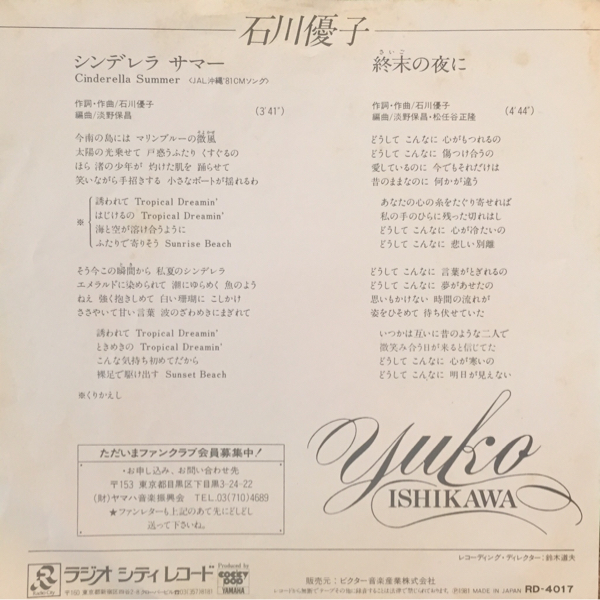 石川優子
シンデレラ サマー
Cinderella Summer 〈JAL沖縄'81CMソング〉
作詞・作曲/石川優子
編曲/淡野保昌
(3'41")
今南の島には マリンブルーの微風
太陽の光乗せて 戸惑うふたり くすぐるの
ほら 渚の少年が 灼けた肌を 踊らせて
笑いながら手招きする 小さなボートが揺れるわ
※
誘われて Tropical Dreamin'
はじけるの Tropical Dreamin'
海と空が溶け合うように
ふたりで寄りそう Sunrise Beach
そう今この瞬間から 私夏のシンデレラ
エメラルドに染められて 潮にゆらめく 魚のよう
ねえ 強く抱きしめて 白い珊瑚に こしかけ
ささやいて甘い言葉 波のざわめきにまぎれて
誘われて Tropical Dreamin'
ときめきの Tropical Dreamin'
こんな気持ち初めてだから
裸足で駆け出す Sunset Beach
※くりかえし
さいご
終末の夜に
作詞・作曲/石川優子
編曲/淡野保昌・松任谷正隆
(4'44")
どうして こんなに 心がもつれるの
どうして こんなに 傷つけ合うの
愛しているのに 今でもそれだけは
昔のままなのに 何かが違う
あなたの心の糸をたぐり寄せれば
私の手のひらに残った切れはし
どうして こんなに 心が冷たいの
どうして こんなに 悲しい別離
どうして こんなに 言葉がとぎれるの
どうして こんなに 夢があせたの
思いもかけない 時間の流れが
姿をひそめて 待ち伏せていた
いつかは互いに昔のような二人で
微笑み合う日が来ると信じてた
どうして こんなに 心が寒いの
どうして こんなに 明日が見えない
ただいまファンクラブ会員募集中!
・お申し込み、お問い合わせ先
〒153 東京都目黒区下目黒3-24-22
(財)ヤマハ音楽振興会 TEL.03(710)4689
★ファンレターも上記のあて先にどしどし
送って下さいね。
yuko
ISHIKAWA
レコーディング・ディレクター:鈴木道夫
Radio City
ラジオ シティ レコード
Produced by
COCKY POP
YAMAHA
販売元:ビクター音楽産業株式会社
MADE IN JAPAN
RD-4017